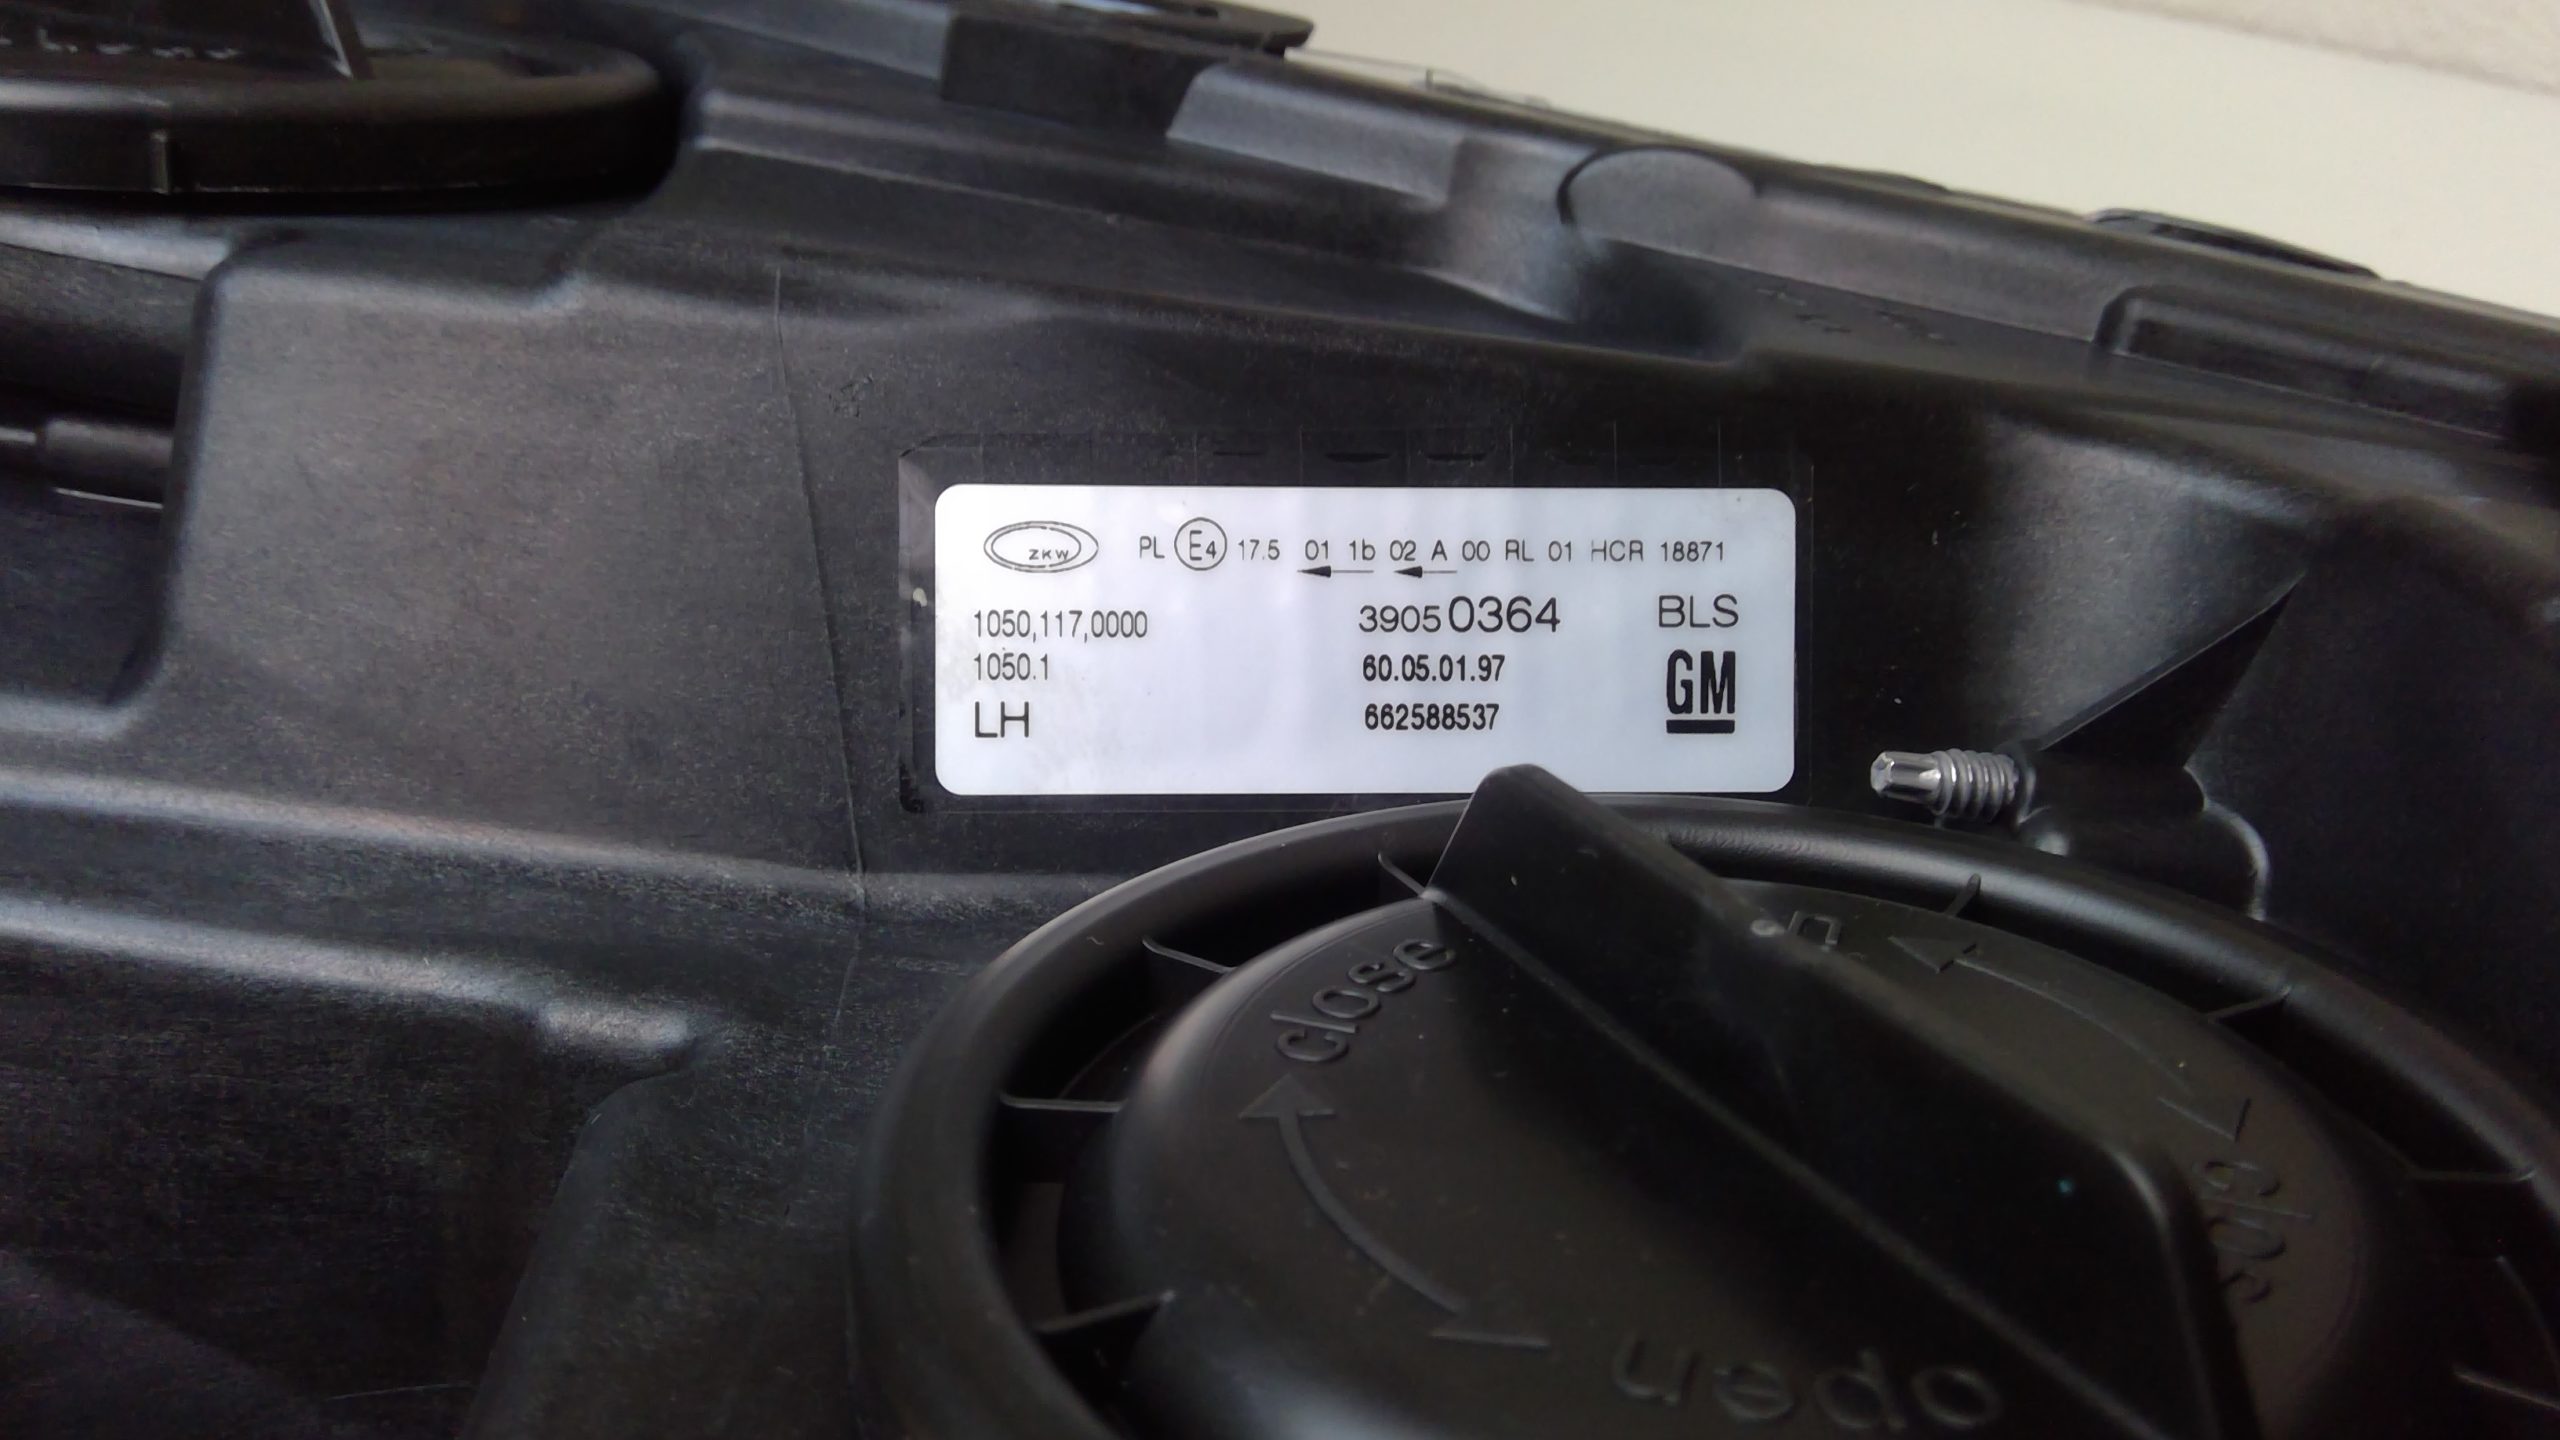 ZKW PL E4 17.5 01 1b 02 A 00 RL 01 HCR 18871
1050,117,0000 39050364 BLS
1050.1 60.05.01.97 GM
LH 662588537
close
open